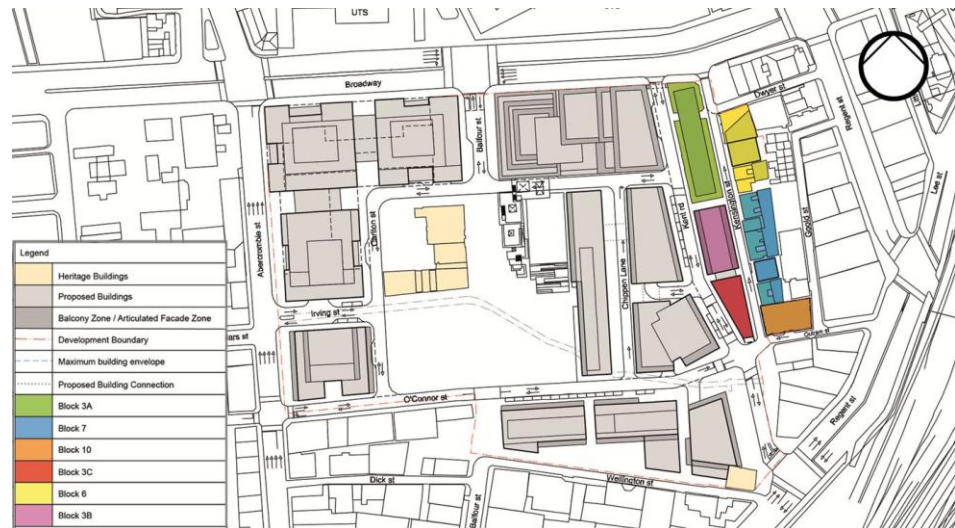 UTS
Broadway
Balfour st
Dwyer st
Regent st
Lee st
Abercrombie st
Carlton st
Kent rd
Kensington st
Goold st
Chippen Lane
Irving st
Outram st
O'Connor st
Regent st
Wellington st
Dick st
Balfour st
Legend
Heritage Buildings
Proposed Buildings
Balcony Zone / Articulated Facade Zone
Development Boundary
Maximum building envelope
Proposed Building Connection
Block 3A
Block 7
Block 10
Block 3C
Block 6
Block 3B